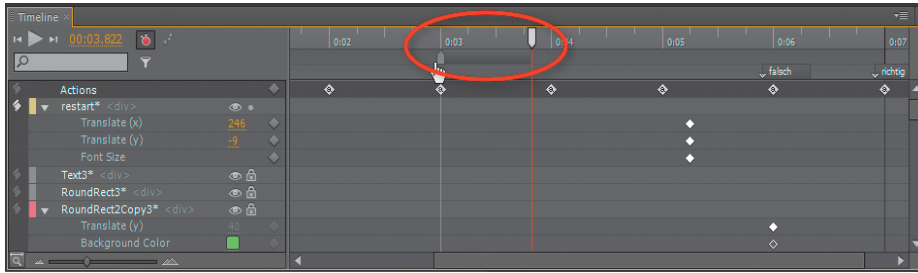 Timeline ×
00:03.822
0:02 0:03 0:04 0:05 0:06 0:07
falsch richtig
Actions
restart* <div>
Translate (x) 246
Translate (y) -9
Font Size
Text3* <div>
RoundRect3* <div>
RoundRect2Copy3* <div>
Translate (y) 40
Background Color